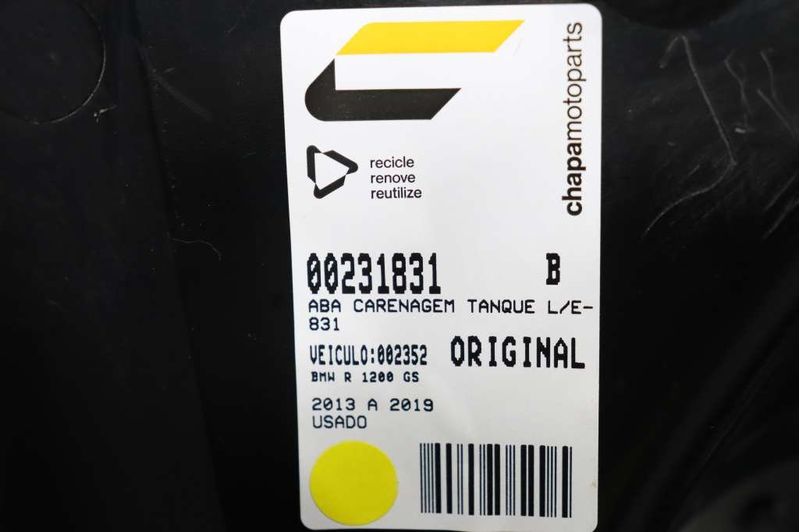 chapamotoparts
recicle
renove
reutilize
00231831 B
ABA CARENAGEM TANQUE L/E-
831
VEICULO:002352 ORIGINAL
BMW R 1200 GS
2013 A 2019
USADO